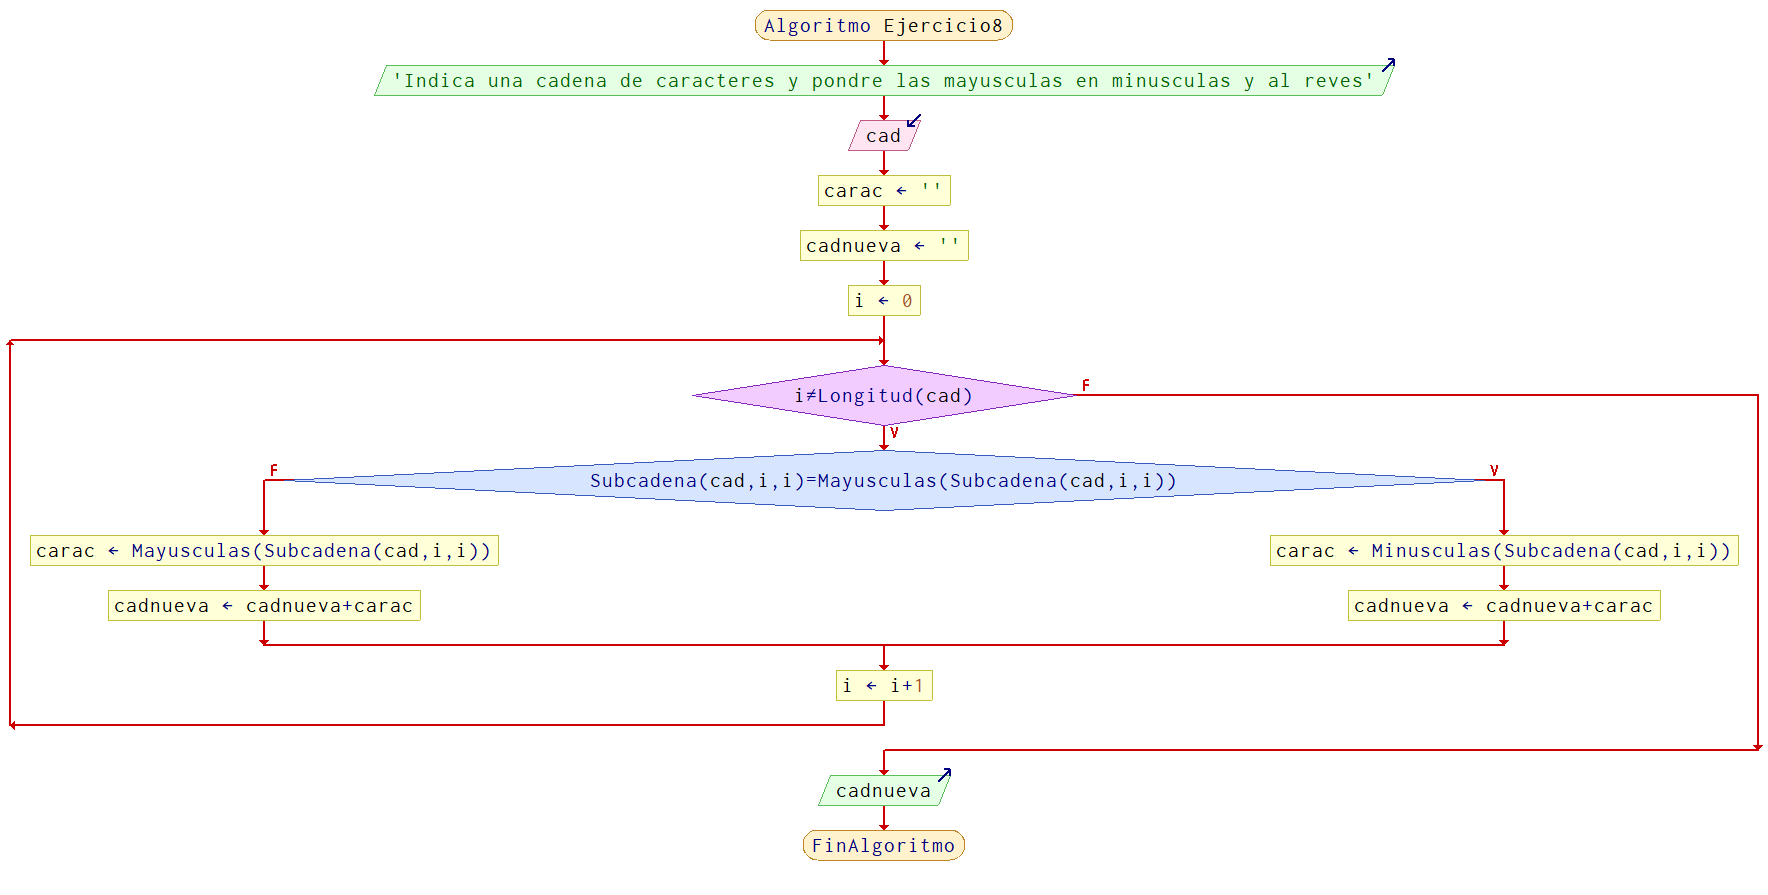 Algoritmo Ejercicio8
'Indica una cadena de caracteres y pondre las mayusculas en minusculas y al reves'
cad
carac ← ''
cadnueva ← ''
i ← 0
i≠Longitud(cad)
F
V
Subcadena(cad,i,i)=Mayusculas(Subcadena(cad,i,i))
F
V
carac ← Mayusculas(Subcadena(cad,i,i))
cadnueva ← cadnueva+carac
carac ← Minusculas(Subcadena(cad,i,i))
cadnueva ← cadnueva+carac
i ← i+1
cadnueva
FinAlgoritmo